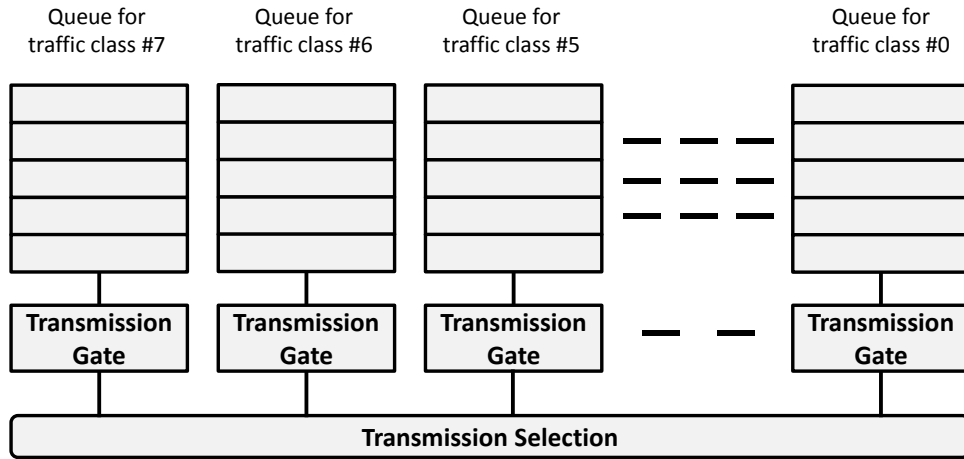 Queue for
traffic class #7
Queue for
traffic class #6
Queue for
traffic class #5
Queue for
traffic class #0
Transmission
Gate
Transmission
Gate
Transmission
Gate
Transmission
Gate
Transmission Selection